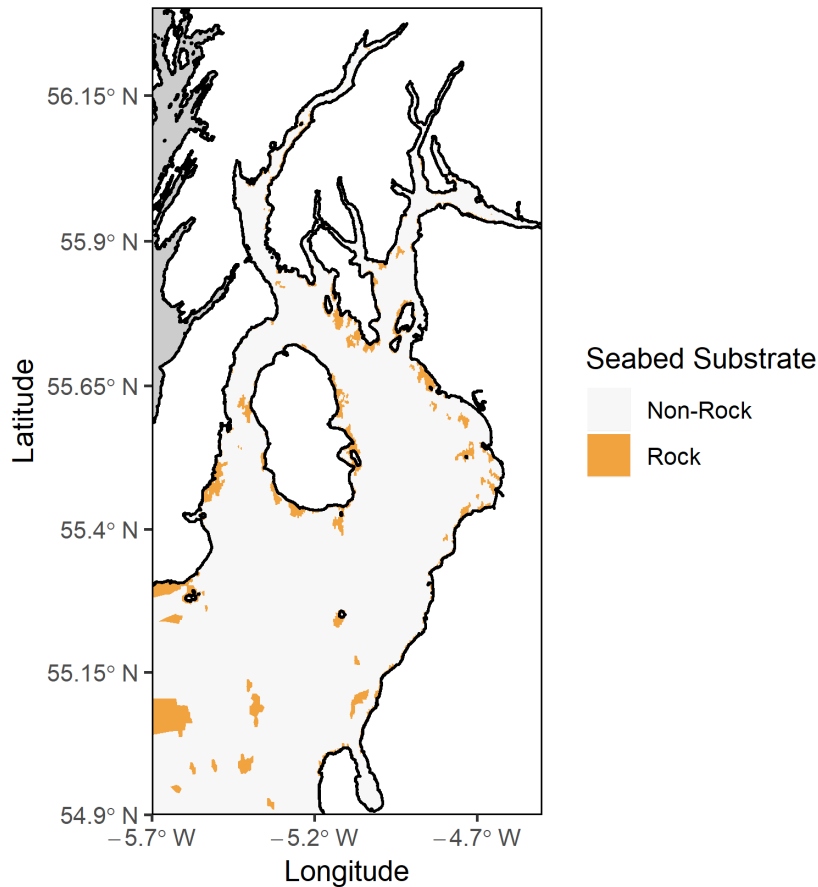 56.15° N
55.9° N
55.65° N
55.4° N
55.15° N
54.9° N
−5.7° W
−5.2° W
−4.7° W
Longitude
Latitude
Seabed Substrate
Non-Rock
Rock